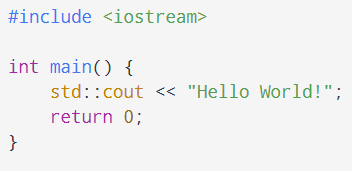 #include <iostream>

int main() {
    std::cout << "Hello World!";
    return 0;
}